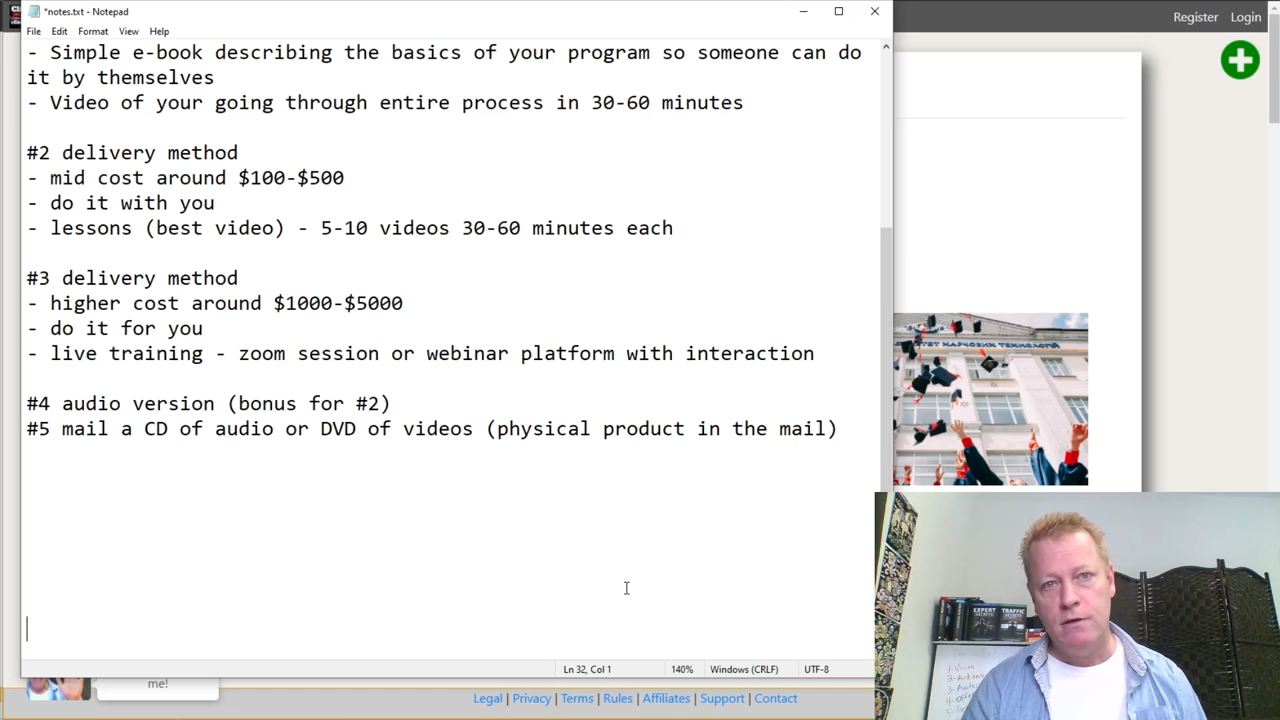 *notes.txt - Notepad
Register Login
File Edit Format View Help
- Simple e-book describing the basics of your program so someone can do
it by themselves
- Video of your going through entire process in 30-60 minutes
#2 delivery method
- mid cost around $100-$500
- do it with you
- lessons (best video) - 5-10 videos 30-60 minutes each
#3 delivery method
- higher cost around $1000-$5000
- do it for you
- live training - zoom session or webinar platform with interaction
#4 audio version (bonus for #2)
#5 mail a CD of audio or DVD of videos (physical product in the mail)
EXPERT SECRETS
TRAFFIC SECRETS
Ln 32, Col 1 140% Windows (CRLF) UTF-8
me!
Legal | Privacy | Terms | Rules | Affiliates | Support | Contact